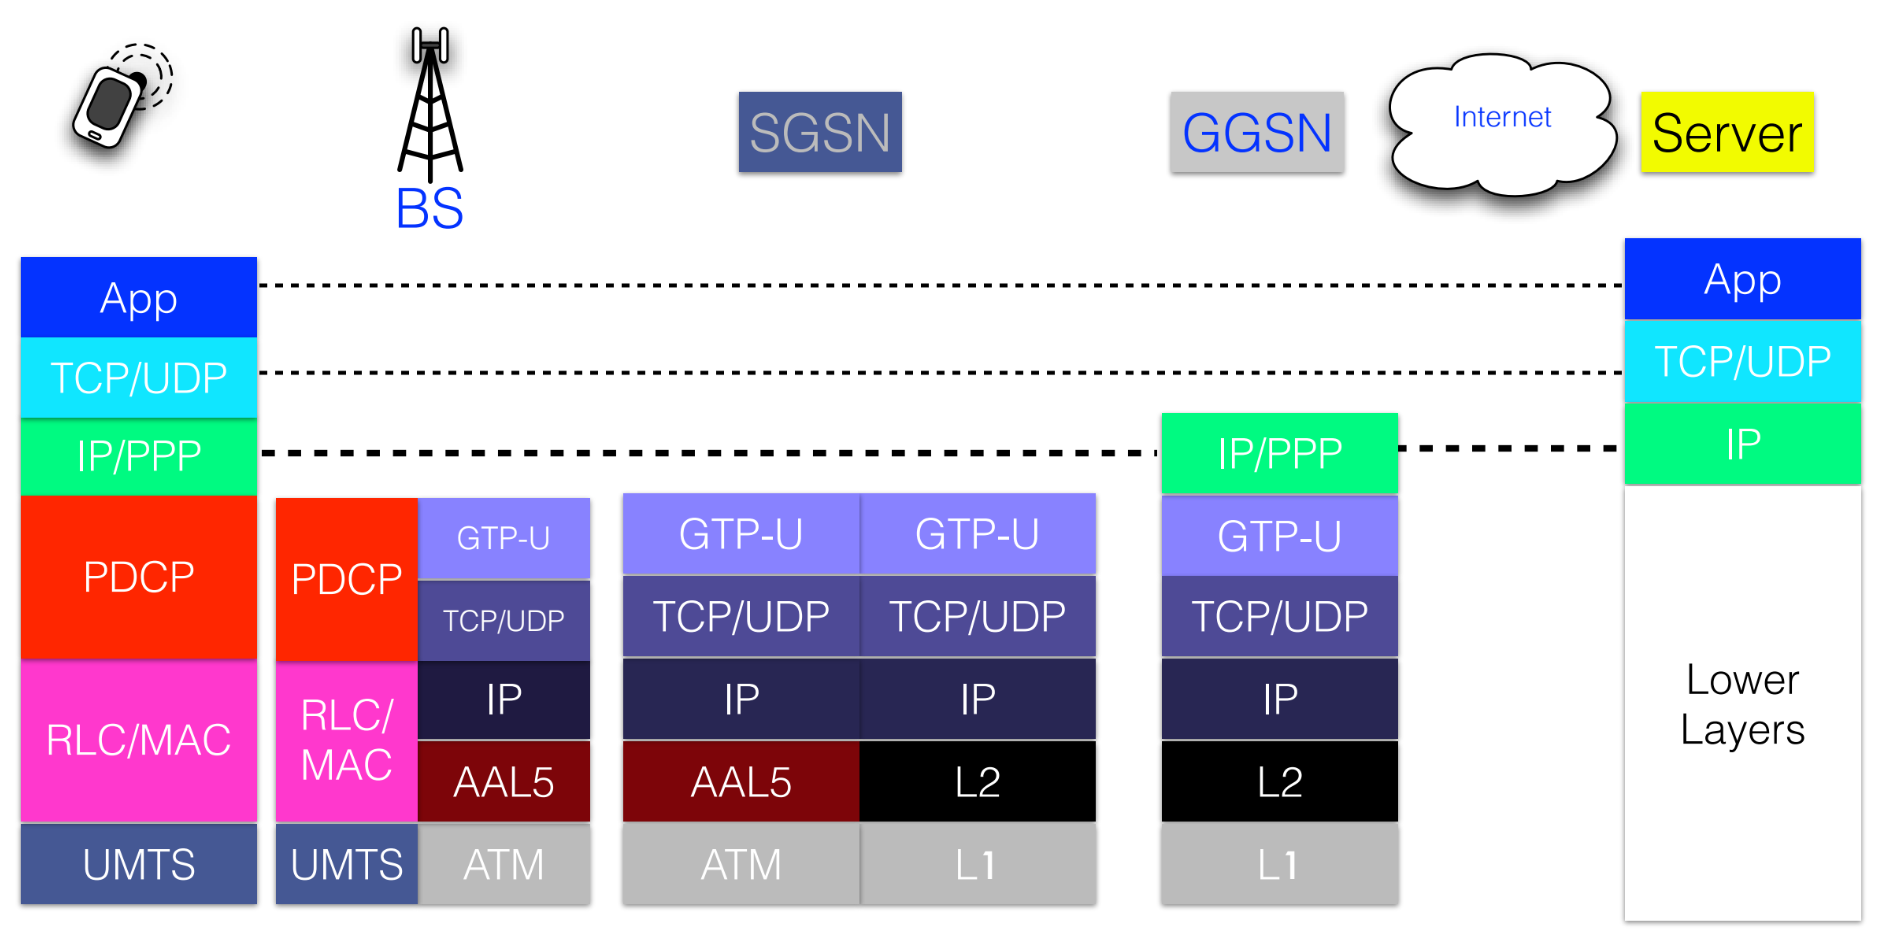 SGSN
GGSN
Internet
Server
BS
App
TCP/UDP
IP/PPP
PDCP
RLC/MAC
UMTS
PDCP
RLC/
MAC
UMTS
GTP-U
TCP/UDP
IP
AAL5
ATM
GTP-U
TCP/UDP
IP
AAL5
ATM
GTP-U
TCP/UDP
IP
L2
L1
IP/PPP
GTP-U
TCP/UDP
IP
L2
L1
App
TCP/UDP
IP
Lower
Layers